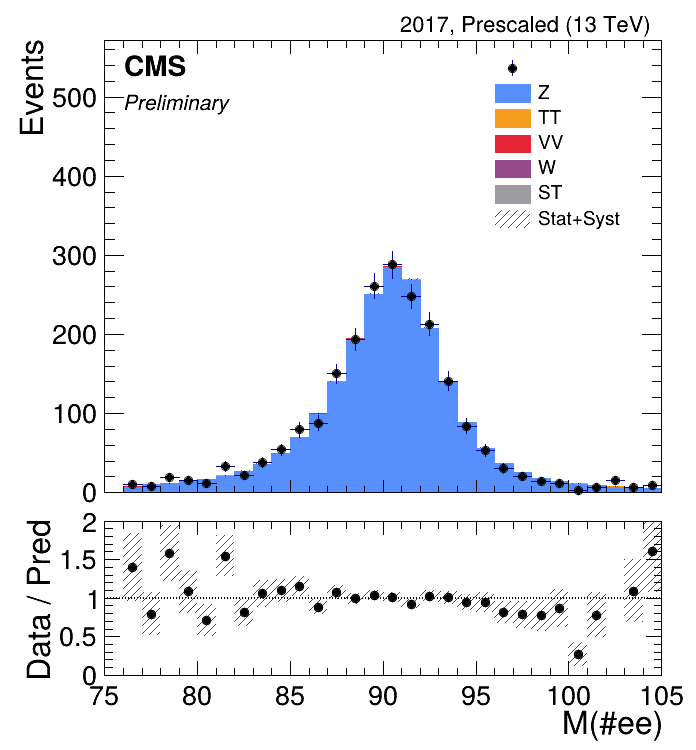 2017, Prescaled (13 TeV)
CMS
Preliminary
Events
500
400
300
200
100
0
Z
TT
VV
W
ST
Stat+Syst
Data / Pred
2
1.5
1
0.5
0
75 80 85 90 95 100 105
M(#ee)